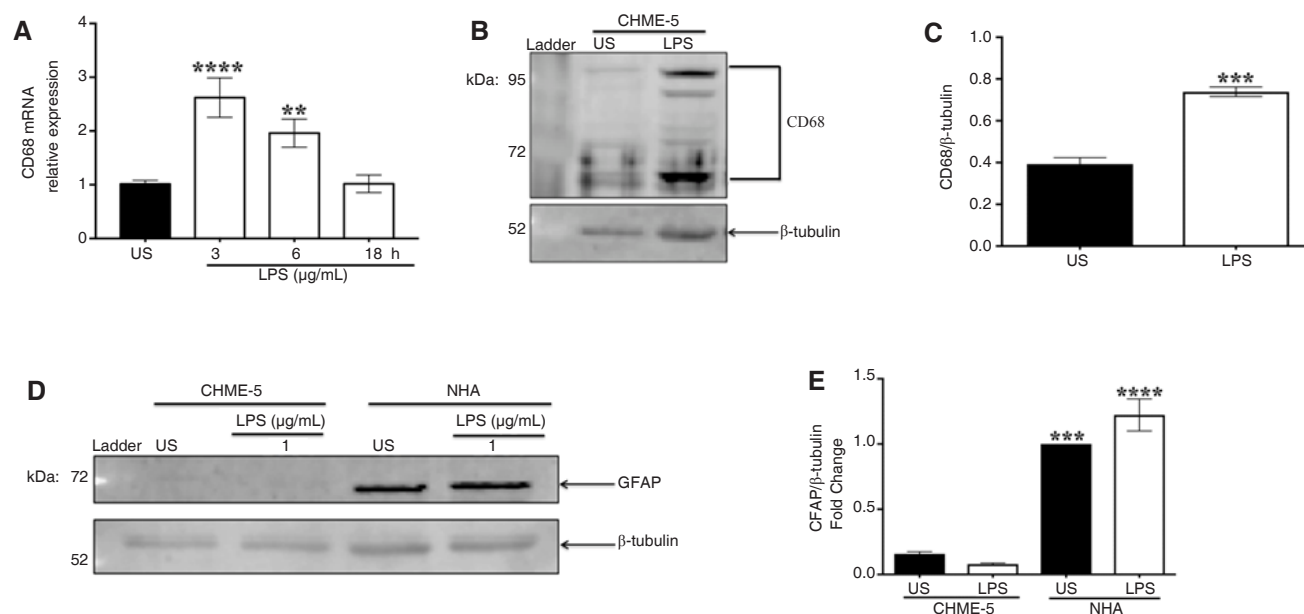 A
CD68 mRNA
relative expression
4
3
2
1
0
****
**
US
3 6 18 h
LPS (µg/mL)
B
CHME-5
Ladder US LPS
kDa: 95
72
52
CD68
β-tubulin
C
CD68/β-tubulin
1.0
0.8
0.6
0.4
0.2
0.0
***
US LPS
D
CHME-5 NHA
LPS (µg/mL) LPS (µg/mL)
Ladder US 1 US 1
kDa: 72
52
GFAP
β-tubulin
E
CFAP/β-tubulin
Fold Change
1.5
1.0
0.5
0.0
***
****
US LPS US LPS
CHME-5 NHA